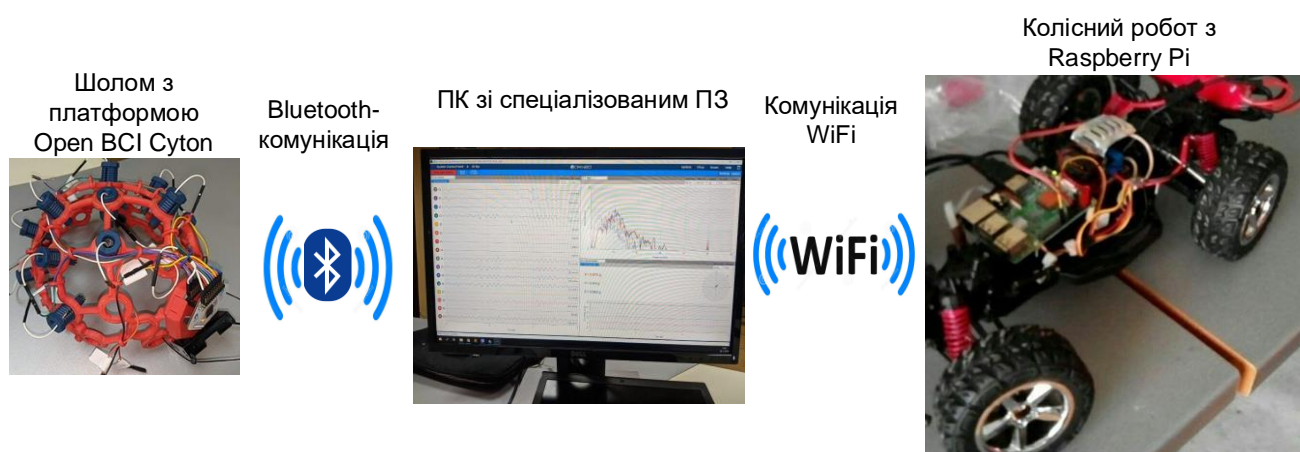 Шолом з
платформою
Open BCI Cyton
Bluetooth-
комунікація
ПК зі спеціалізованим ПЗ
Комунікація
WiFi
Колісний робот з
Raspberry Pi
WiFi